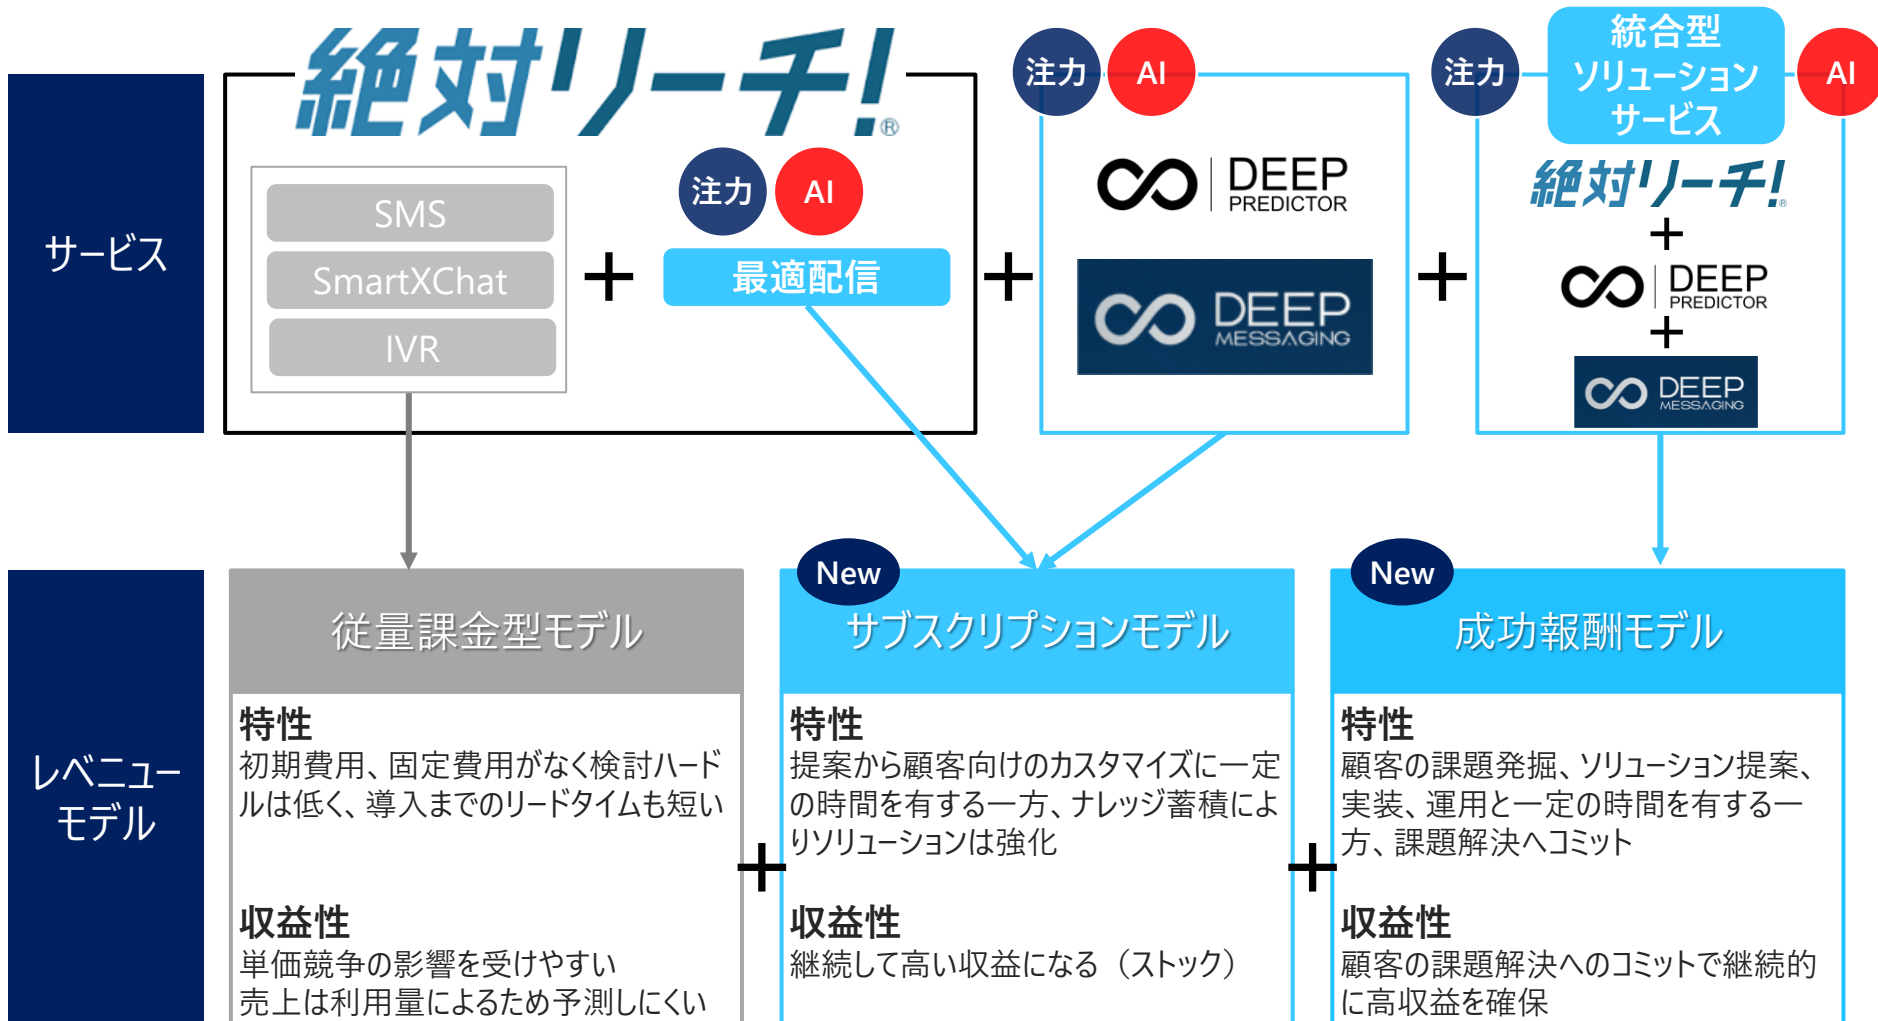 サービス
絶対リーチ!®
SMS
SmartXChat
IVR
+
注力
AI
最適配信
+
注力
AI
DEEP
PREDICTOR
DEEP
MESSAGING
+
注力
統合型
ソリューション
サービス
AI
絶対リーチ!®
+
DEEP
PREDICTOR
+
DEEP
MESSAGING
レベニュー
モデル
従量課金型モデル
特性
初期費用、固定費用がなく検討ハード
ルは低く、導入までのリードタイムも短い
収益性
単価競争の影響を受けやすい
売上は利用量によるため予測しにくい
+
New
サブスクリプションモデル
特性
提案から顧客向けのカスタマイズに一定
の時間を有する一方、ナレッジ蓄積によ
りソリューションは強化
収益性
継続して高い収益になる（ストック）
+
New
成功報酬モデル
特性
顧客の課題発掘、ソリューション提案、
実装、運用と一定の時間を有する一
方、課題解決へコミット
収益性
顧客の課題解決へのコミットで継続的
に高収益を確保